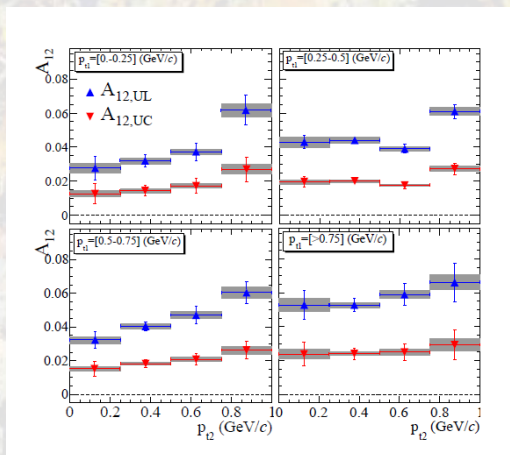 A12
p_t1=[0.-0.25] (GeV/c)
p_t1=[0.25-0.5] (GeV/c)
A12,UL
A12,UC
0.08
0.06
0.04
0.02
0
A12
p_t1=[0.5-0.75] (GeV/c)
p_t1=[>0.75] (GeV/c)
0.08
0.06
0.04
0.02
0
0 0.2 0.4 0.6 0.8 10 0.2 0.4 0.6 0.8 1
p_t2 (GeV/c) p_t2 (GeV/c)